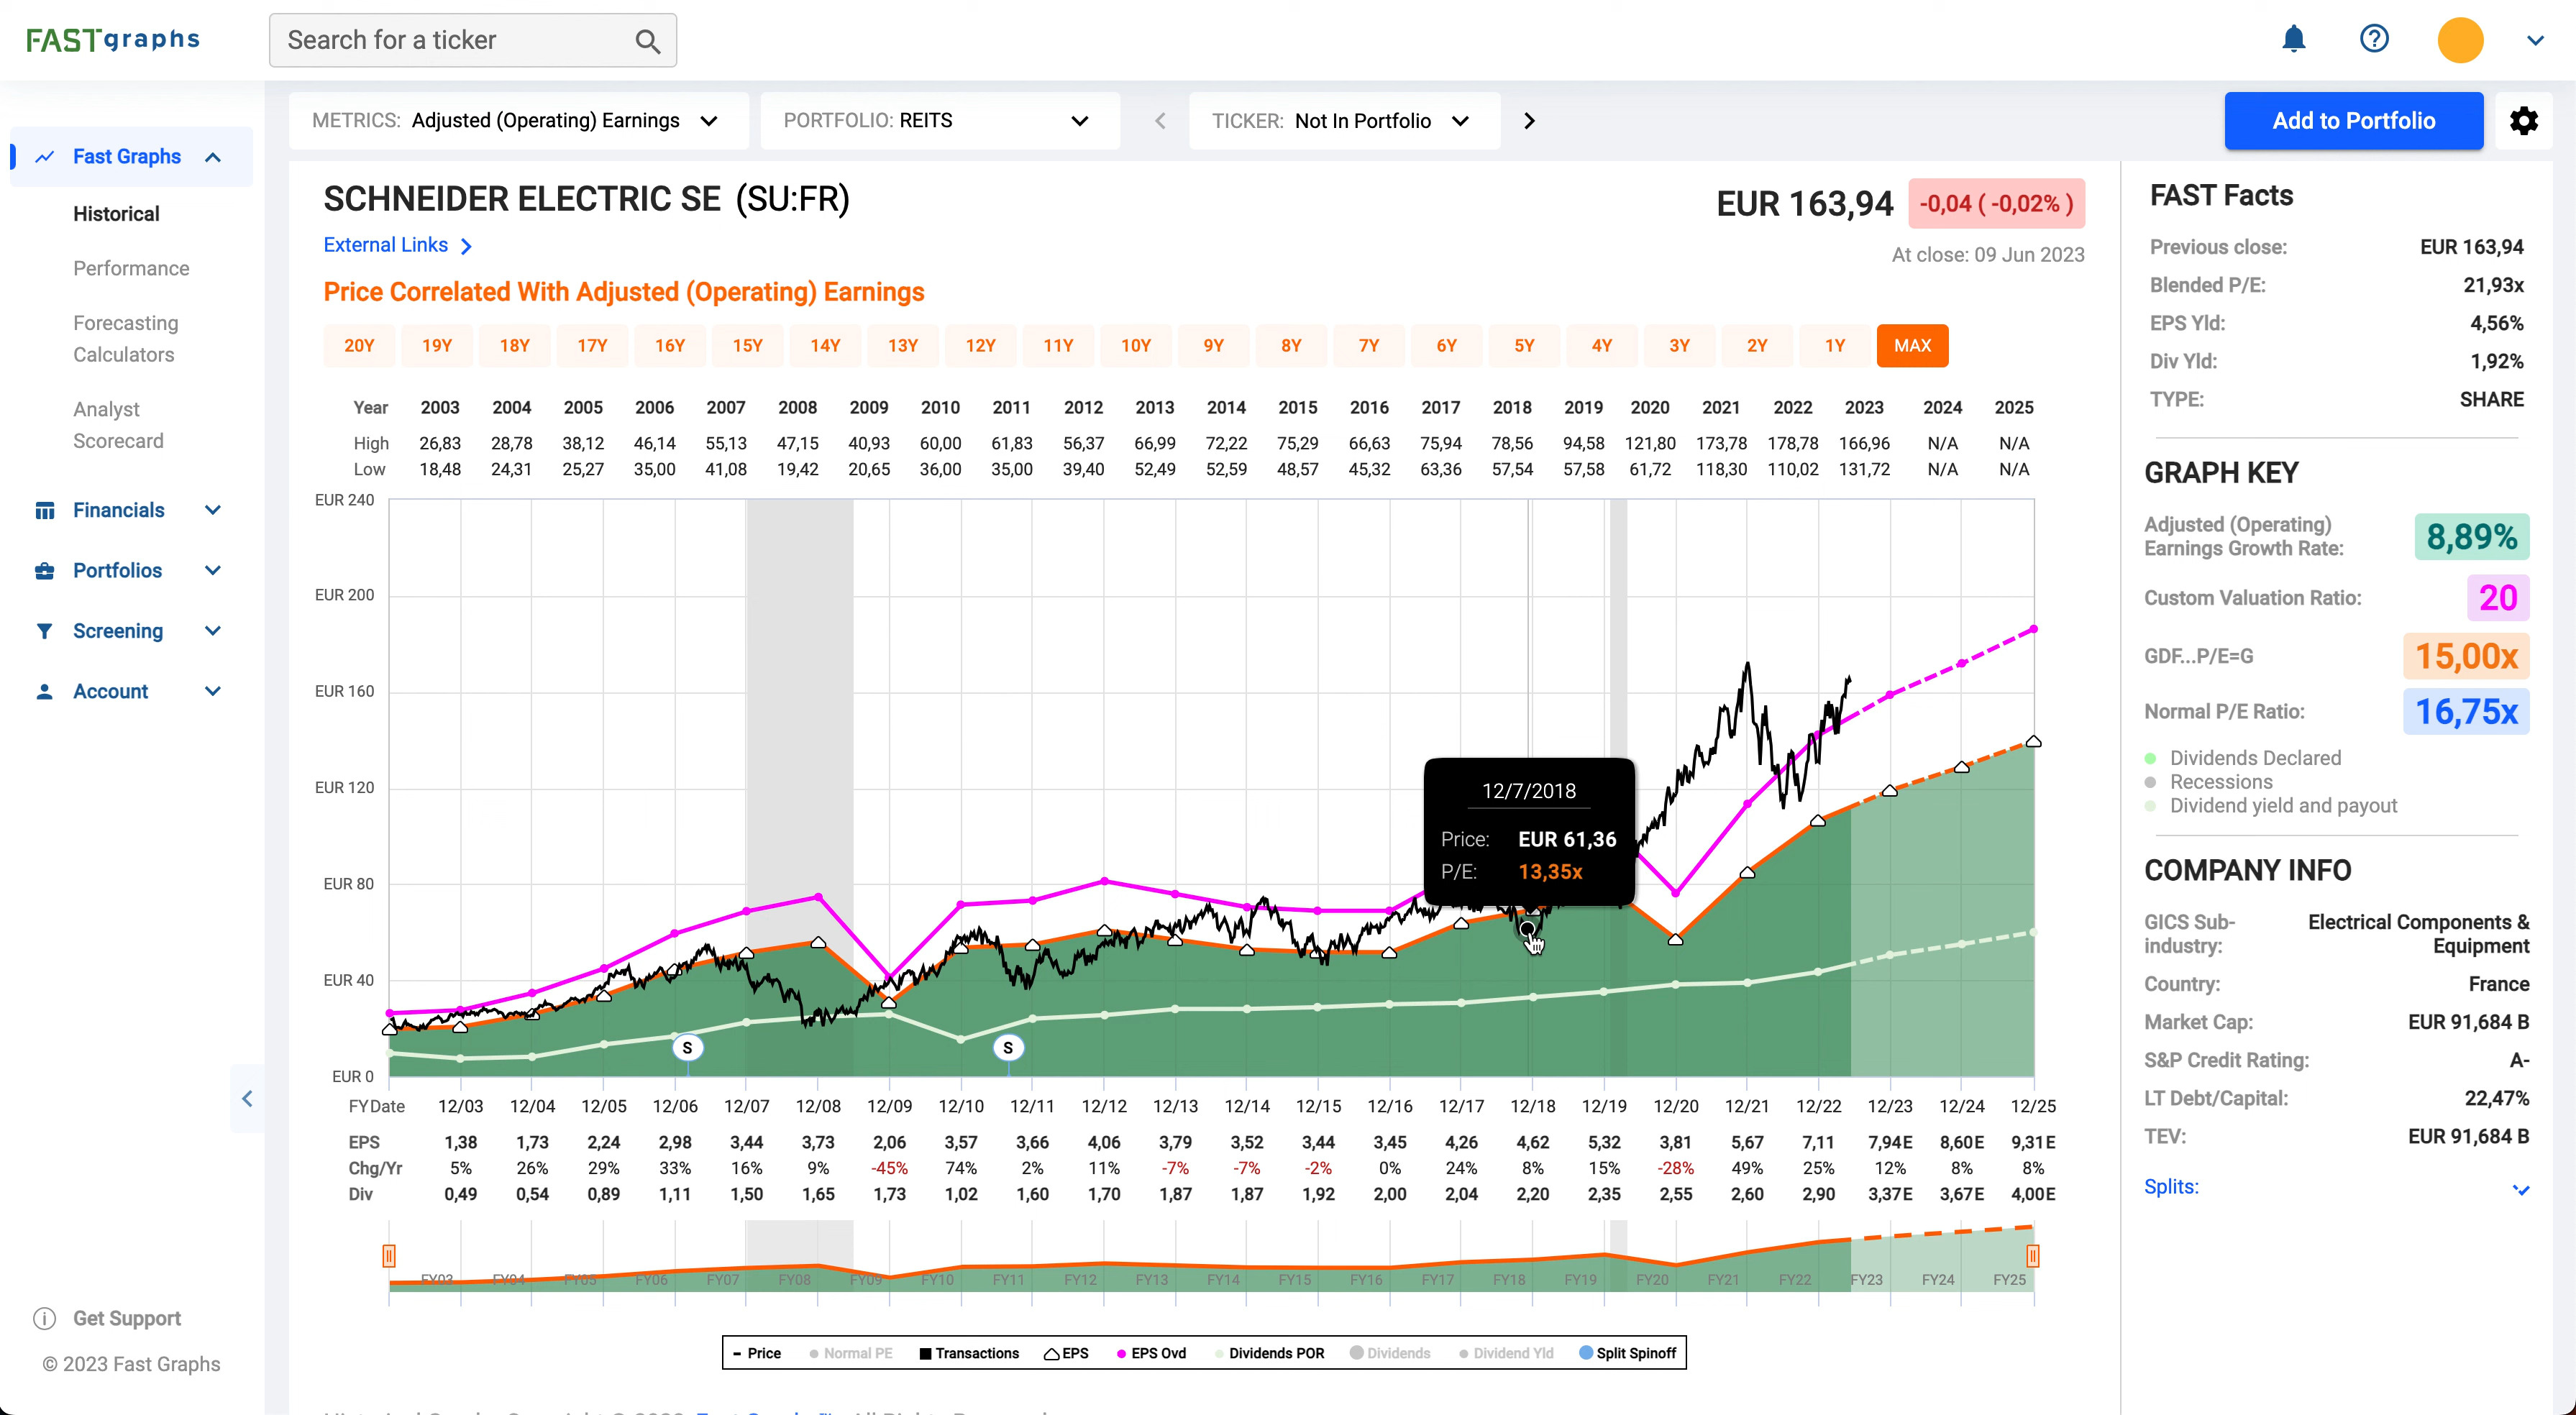 FASTgraphs
Search for a ticker
METRICS: Adjusted (Operating) Earnings
PORTFOLIO: REITS
TICKER: Not In Portfolio
Add to Portfolio
Fast Graphs
Historical
Performance
Forecasting
Calculators
Analyst
Scorecard
Financials
Portfolios
Screening
Account
Get Support
© 2023 Fast Graphs
SCHNEIDER ELECTRIC SE (SU:FR)
EUR 163,94 -0,04 ( -0,02% )
External Links
At close: 09 Jun 2023
Price Correlated With Adjusted (Operating) Earnings
20Y 19Y 18Y 17Y 16Y 15Y 14Y 13Y 12Y 11Y 10Y 9Y 8Y 7Y 6Y 5Y 4Y 3Y 2Y 1Y MAX
Year 2003 2004 2005 2006 2007 2008 2009 2010 2011 2012 2013 2014 2015 2016 2017 2018 2019 2020 2021 2022 2023 2024 2025
High 26,83 28,78 38,12 46,14 55,13 47,15 40,93 60,00 61,83 56,37 66,99 72,22 75,29 66,63 75,94 78,56 94,58 121,80 173,78 178,78 166,96 N/A N/A
Low 18,48 24,31 25,27 35,00 41,08 19,42 20,65 36,00 35,00 39,40 52,49 52,59 48,57 45,32 63,36 57,54 57,58 61,72 118,30 110,02 131,72 N/A N/A
EUR 240
EUR 200
EUR 160
EUR 120
EUR 80
EUR 40
EUR 0
12/7/2018
Price: EUR 61,36
P/E: 13,35x
S S
FYDate 12/03 12/04 12/05 12/06 12/07 12/08 12/09 12/10 12/11 12/12 12/13 12/14 12/15 12/16 12/17 12/18 12/19 12/20 12/21 12/22 12/23 12/24 12/25
EPS 1,38 1,73 2,24 2,98 3,44 3,73 2,06 3,57 3,66 4,06 3,79 3,52 3,44 3,45 4,26 4,62 5,32 3,81 5,67 7,11 7,94E 8,60E 9,31E
Chg/Yr 5% 26% 29% 33% 16% 9% -45% 74% 2% 11% -7% -7% -2% 0% 24% 8% 15% -28% 49% 25% 12% 8% 8%
Div 0,49 0,54 0,89 1,11 1,50 1,65 1,73 1,02 1,60 1,70 1,87 1,87 1,92 2,00 2,04 2,20 2,35 2,55 2,60 2,90 3,37E 3,67E 4,00E
FY03 FY04 FY05 FY06 FY07 FY08 FY09 FY10 FY11 FY12 FY13 FY14 FY15 FY16 FY17 FY18 FY19 FY20 FY21 FY22 FY23 FY24 FY25
Price Normal PE Transactions EPS EPS Ovd Dividends POR Dividends Dividend Yld Split Spinoff
FAST Facts
Previous close: EUR 163,94
Blended P/E: 21,93x
EPS Yld: 4,56%
Div Yld: 1,92%
TYPE: SHARE
GRAPH KEY
Adjusted (Operating)
Earnings Growth Rate: 8,89%
Custom Valuation Ratio: 20
GDF...P/E=G 15,00x
Normal P/E Ratio: 16,75x
Dividends Declared
Recessions
Dividend yield and payout
COMPANY INFO
GICS Sub-industry: Electrical Components &
Equipment
Country: France
Market Cap: EUR 91,684 B
S&P Credit Rating: A-
LT Debt/Capital: 22,47%
TEV: EUR 91,684 B
Splits: